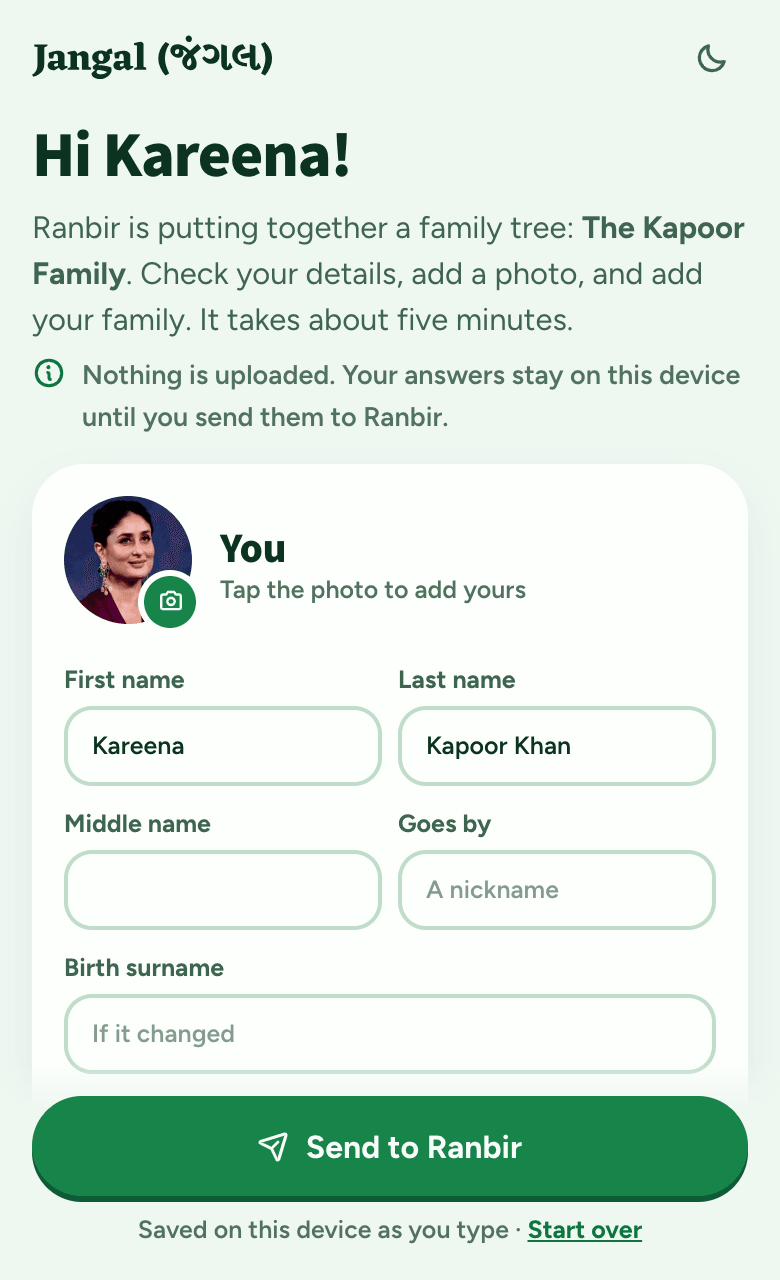 Jangal (જંગલ)
Hi Kareena!
Ranbir is putting together a family tree: The Kapoor
Family. Check your details, add a photo, and add
your family. It takes about five minutes.
Nothing is uploaded. Your answers stay on this device
until you send them to Ranbir.
You
Tap the photo to add yours
First name
Last name
Kareena
Kapoor Khan
Middle name
Goes by
A nickname
Birth surname
If it changed
Send to Ranbir
Saved on this device as you type · Start over